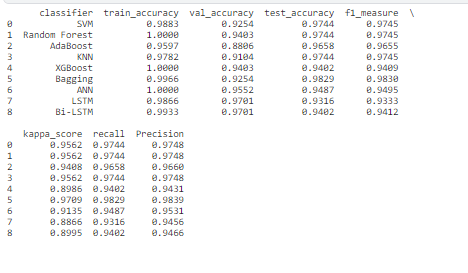 classifier train_accuracy val_accuracy test_accuracy f1_measure \
0 SVM 0.9883 0.9254 0.9744 0.9745
1 Random Forest 1.0000 0.9403 0.9744 0.9745
2 AdaBoost 0.9597 0.8806 0.9658 0.9655
3 KNN 0.9782 0.9104 0.9744 0.9745
4 XGBoost 1.0000 0.9403 0.9402 0.9409
5 Bagging 0.9966 0.9254 0.9829 0.9830
6 ANN 1.0000 0.9552 0.9487 0.9495
7 LSTM 0.9866 0.9701 0.9316 0.9333
8 Bi-LSTM 0.9933 0.9701 0.9402 0.9412
kappa_score recall Precision
0 0.9562 0.9744 0.9748
1 0.9562 0.9744 0.9748
2 0.9408 0.9658 0.9660
3 0.9562 0.9744 0.9748
4 0.8986 0.9402 0.9431
5 0.9709 0.9829 0.9839
6 0.9135 0.9487 0.9531
7 0.8866 0.9316 0.9456
8 0.8995 0.9402 0.9466